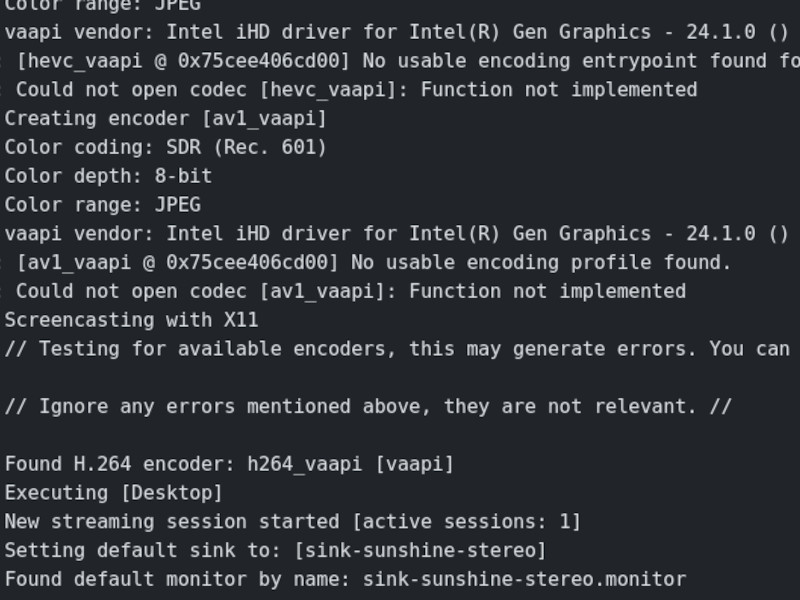 Color range: JPEG
vaapi vendor: Intel iHD driver for Intel(R) Gen Graphics - 24.1.0 ()
: [hevc_vaapi @ 0x75cee406cd00] No usable encoding entrypoint found fo
: Could not open codec [hevc_vaapi]: Function not implemented
Creating encoder [av1_vaapi]
Color coding: SDR (Rec. 601)
Color depth: 8-bit
Color range: JPEG
vaapi vendor: Intel iHD driver for Intel(R) Gen Graphics - 24.1.0 ()
: [av1_vaapi @ 0x75cee406cd00] No usable encoding profile found.
: Could not open codec [av1_vaapi]: Function not implemented
Screencasting with X11
// Testing for available encoders, this may generate errors. You can
// Ignore any errors mentioned above, they are not relevant. //
Found H.264 encoder: h264_vaapi [vaapi]
Executing [Desktop]
New streaming session started [active sessions: 1]
Setting default sink to: [sink-sunshine-stereo]
Found default monitor by name: sink-sunshine-stereo.monitor